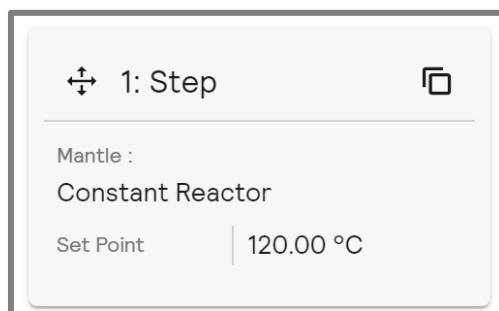 1: Step
Mantle :
Constant Reactor
Set Point 120.00 °C